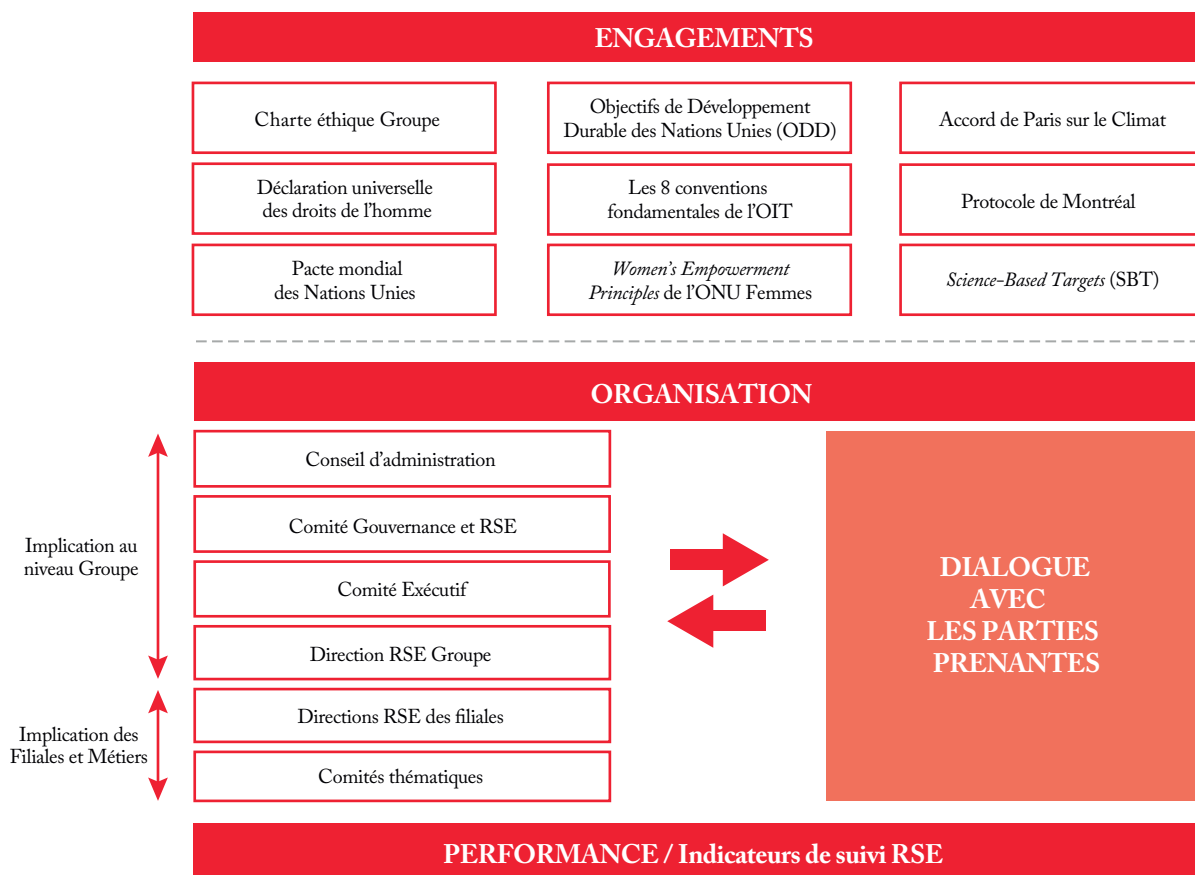 ENGAGEMENTS
Charte éthique Groupe
Objectifs de Développement
Durable des Nations Unies (ODD)
Accord de Paris sur le Climat
Déclaration universelle
des droits de l'homme
Les 8 conventions
fondamentales de l'OIT
Protocole de Montréal
Pacte mondial
des Nations Unies
Women's Empowerment
Principles de l'ONU Femmes
Science-Based Targets (SBT)
ORGANISATION
Implication au
niveau Groupe
Conseil d'administration
Comité Gouvernance et RSE
Comité Exécutif
Direction RSE Groupe
Implication des
Filiales et Métiers
Directions RSE des filiales
Comités thématiques
DIALOGUE
AVEC
LES PARTIES
PRENANTES
PERFORMANCE / Indicateurs de suivi RSE